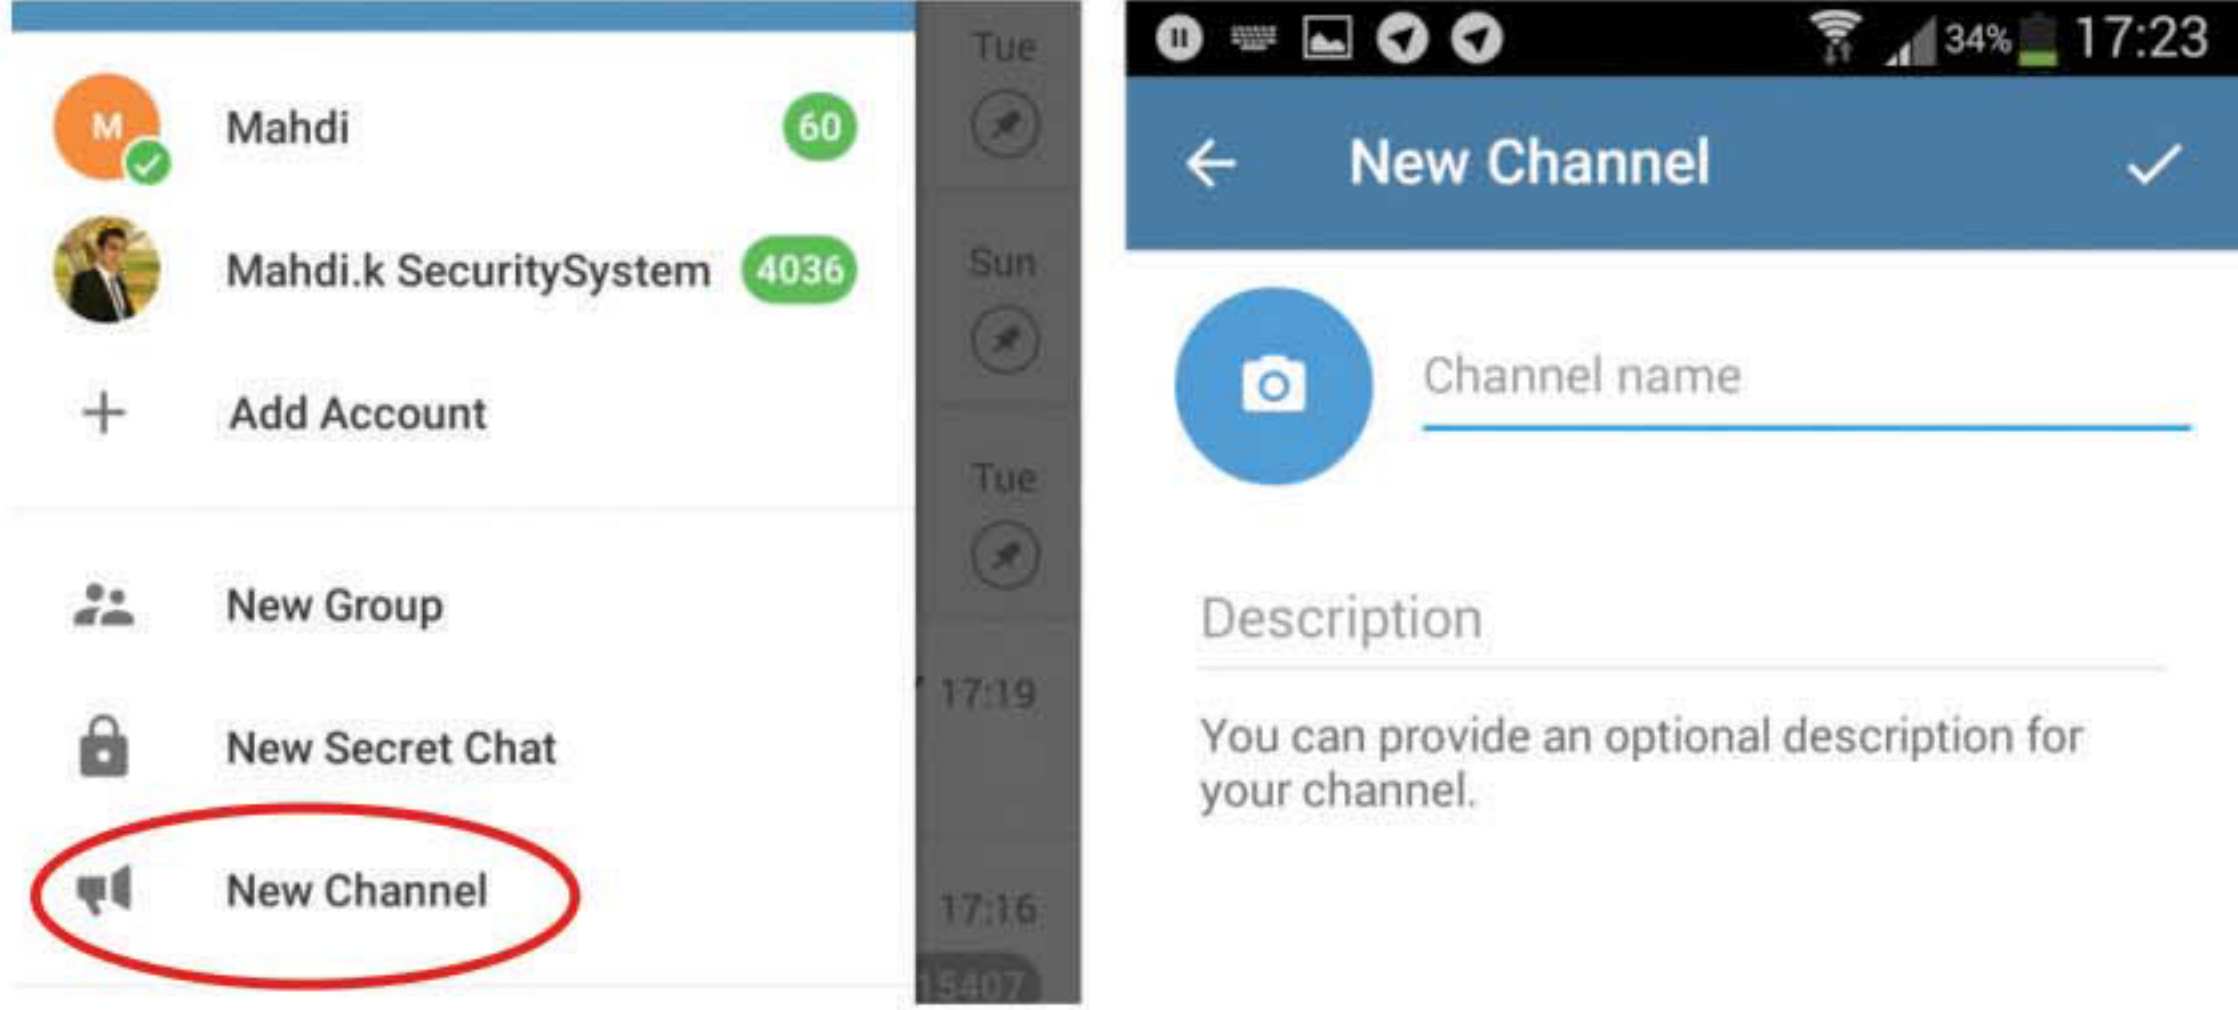 M
Mahdi
60
Mahdi.k SecuritySystem
4036
Add Account
New Group
New Secret Chat
New Channel
Tue
Sun
Tue
17:19
17:16
15407
34%
17:23
New Channel
Channel name
Description
You can provide an optional description for
your channel.